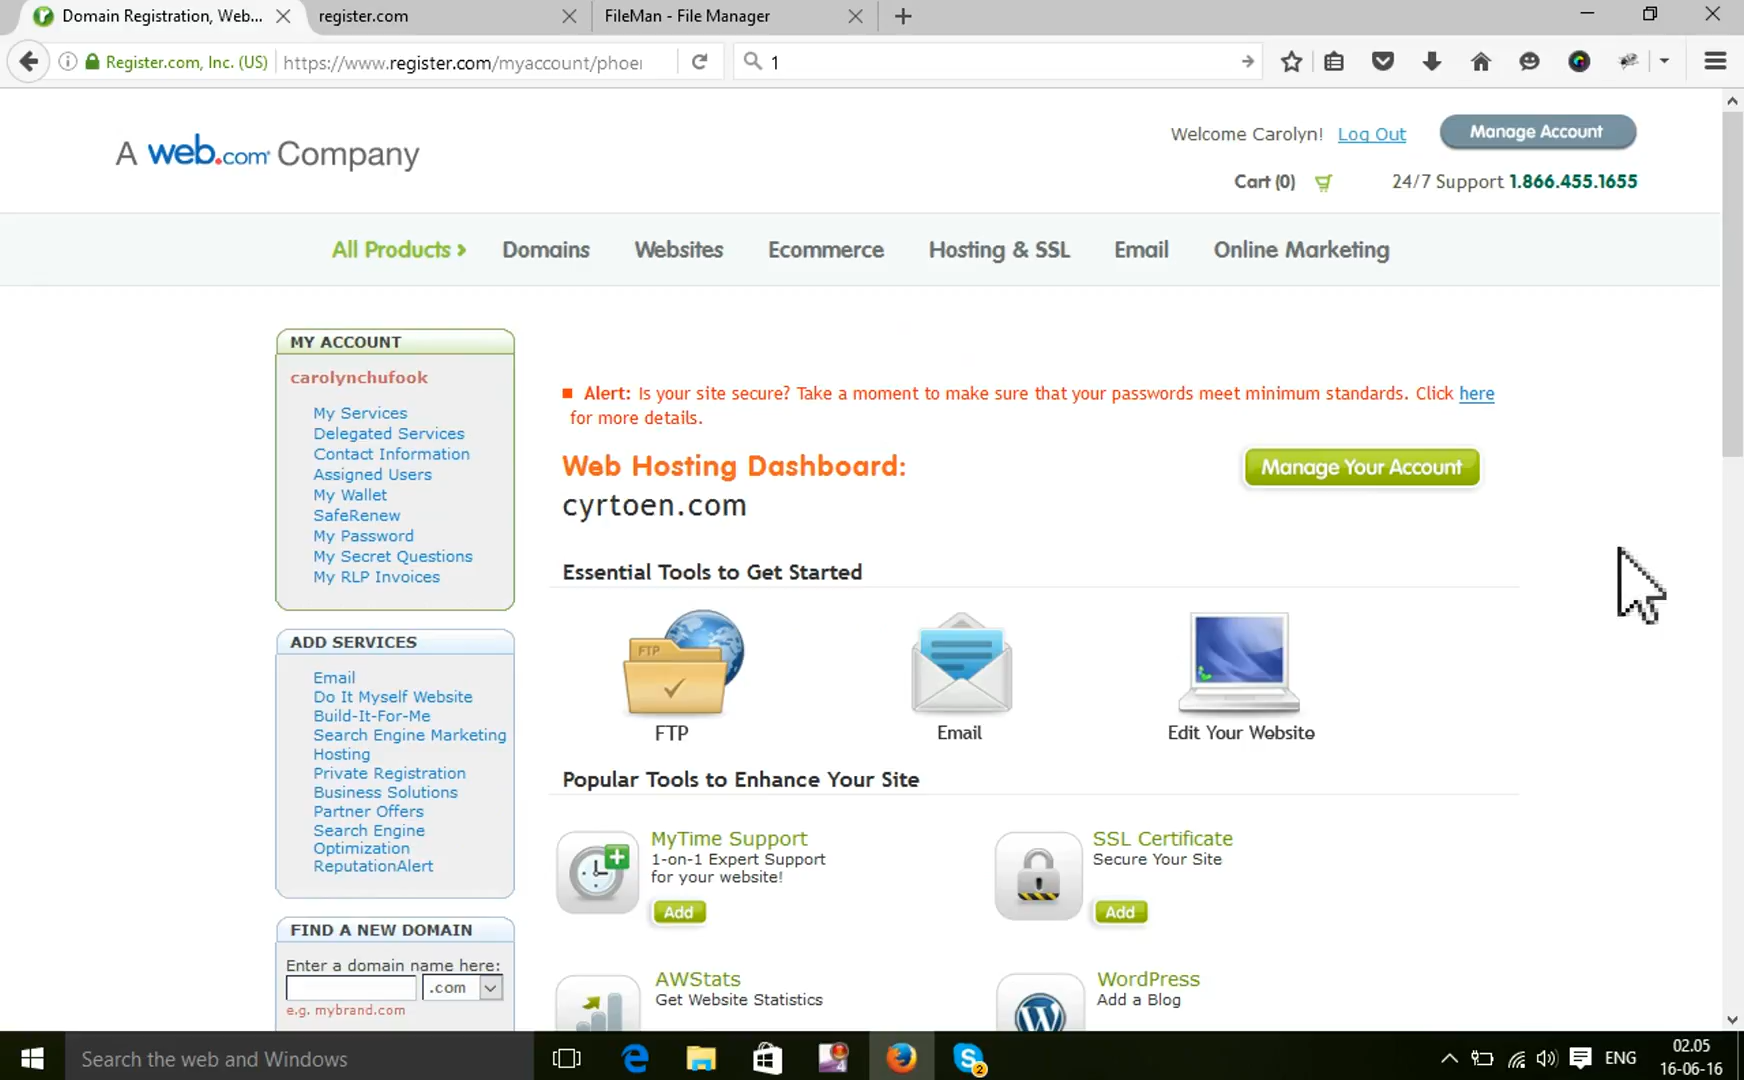 Domain Registration, Web...
register.com
FileMan - File Manager
Register.com, Inc. (US)
https://www.register.com/myaccount/phoer
1
A web.com Company
Welcome Carolyn! Log Out
Manage Account
Cart (0)
24/7 Support 1.866.455.1655
All Products
Domains
Websites
Ecommerce
Hosting & SSL
Email
Online Marketing
MY ACCOUNT
carolynchufook
My Services
Delegated Services
Contact Information
Assigned Users
My Wallet
SafeRenew
My Password
My Secret Questions
My RLP Invoices
Alert: Is your site secure? Take a moment to make sure that your passwords meet minimum standards. Click here
for more details.
Web Hosting Dashboard:
cyrtoen.com
Manage Your Account
Essential Tools to Get Started
FTP
FTP
Email
Edit Your Website
ADD SERVICES
Email
Do It Myself Website
Build-It-For-Me
Search Engine Marketing
Hosting
Private Registration
Business Solutions
Partner Offers
Search Engine
Optimization
ReputationAlert
Popular Tools to Enhance Your Site
MyTime Support
1-on-1 Expert Support
for your website!
Add
SSL Certificate
Secure Your Site
Add
AWStats
Get Website Statistics
WordPress
Add a Blog
FIND A NEW DOMAIN
Enter a domain name here:
.com
e.g. mybrand.com
Search the web and Windows
4
2
ENG
02.05
16-06-16